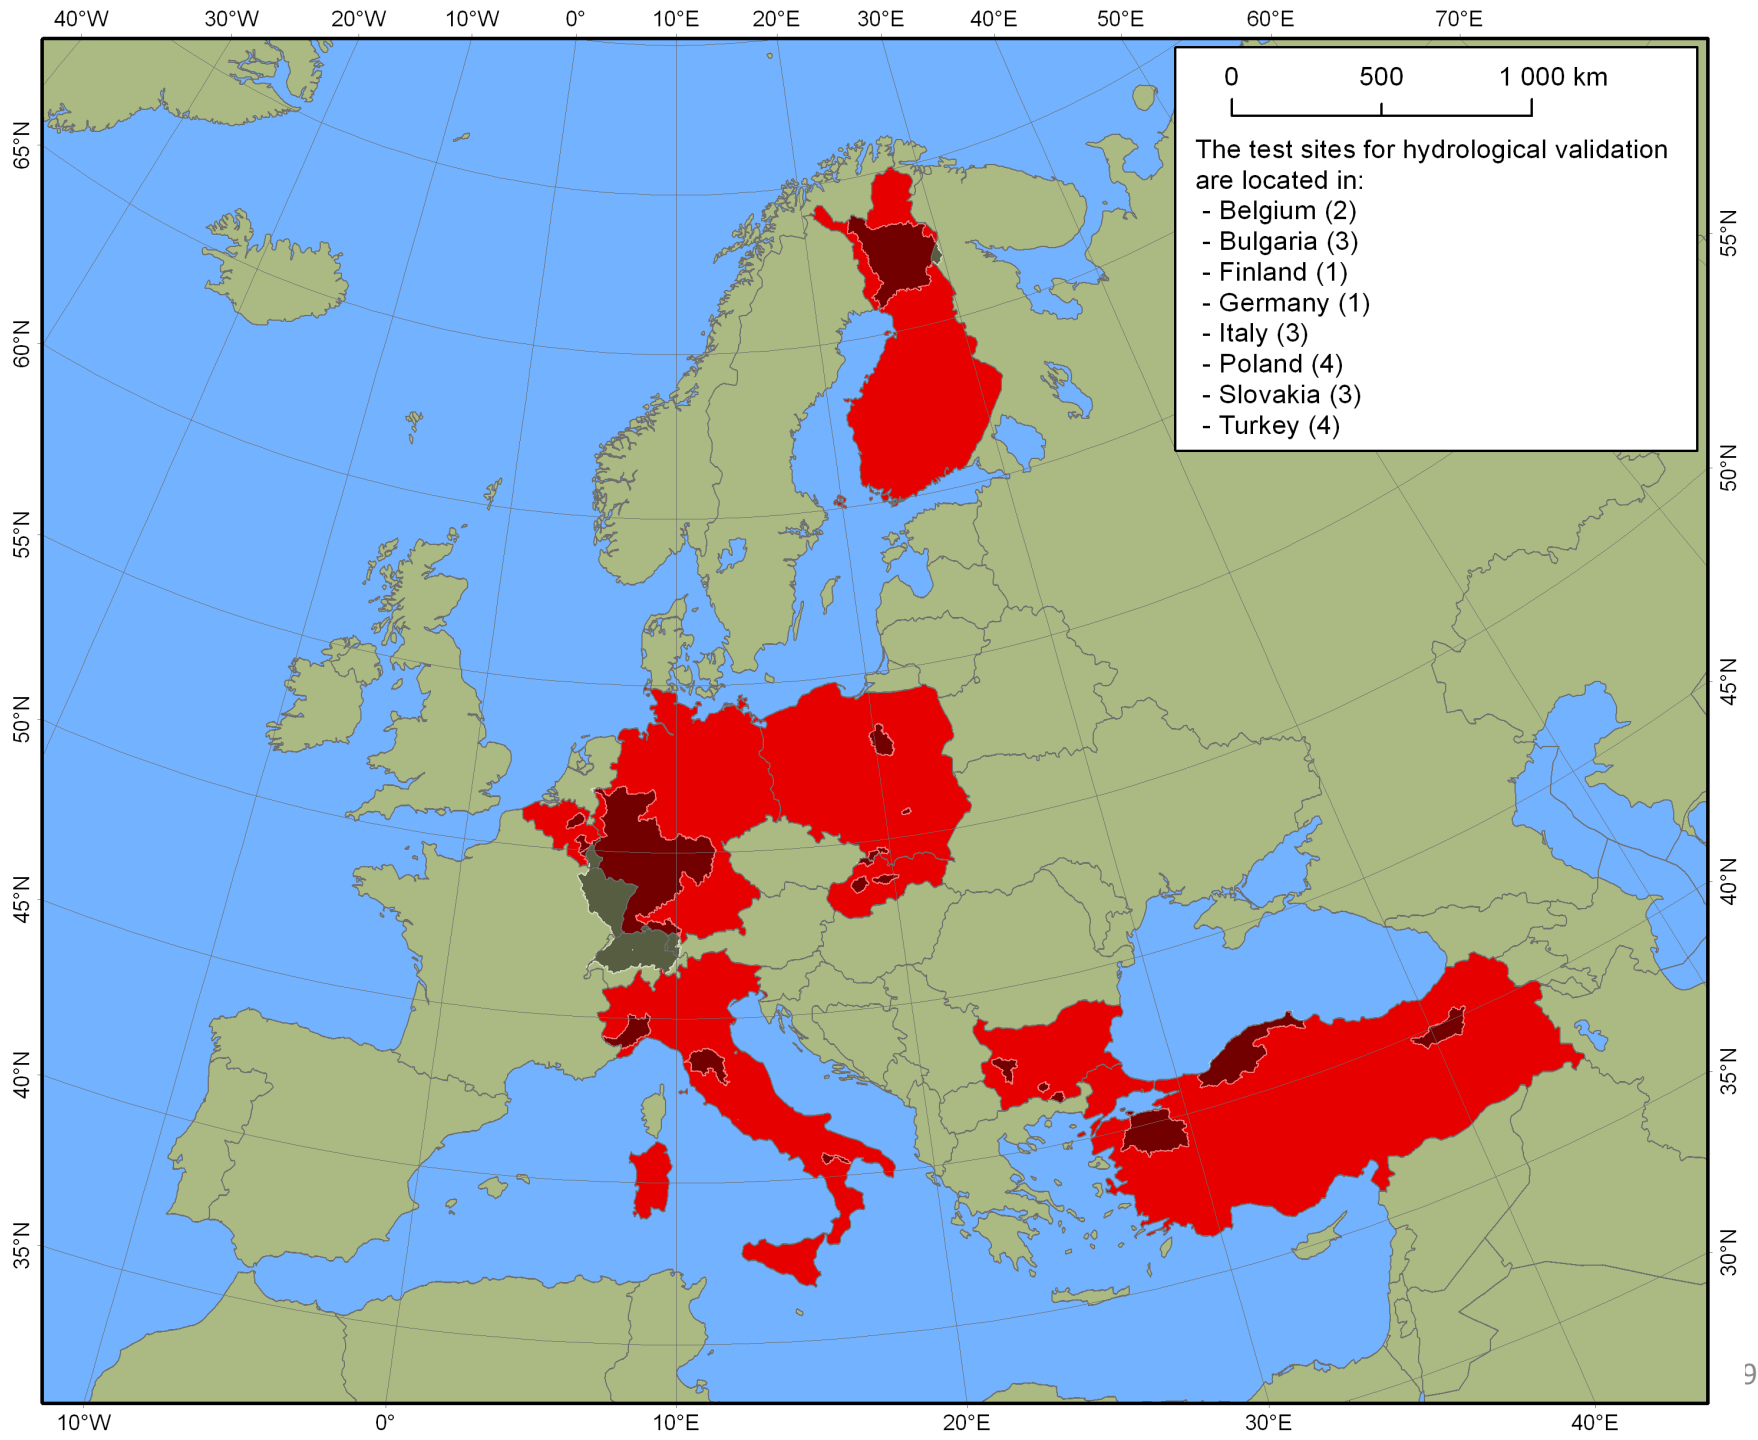 40°W 30°W 20°W 10°W 0° 10°E 20°E 30°E 40°E 50°E 60°E 70°E
0 500 1 000 km
The test sites for hydrological validation
are located in:
- Belgium (2)
- Bulgaria (3)
- Finland (1)
- Germany (1)
- Italy (3)
- Poland (4)
- Slovakia (3)
- Turkey (4)
65°N
60°N
55°N
50°N
45°N
40°N
35°N
55°N
50°N
45°N
40°N
35°N
30°N
9
10°W 0° 10°E 20°E 30°E 40°E